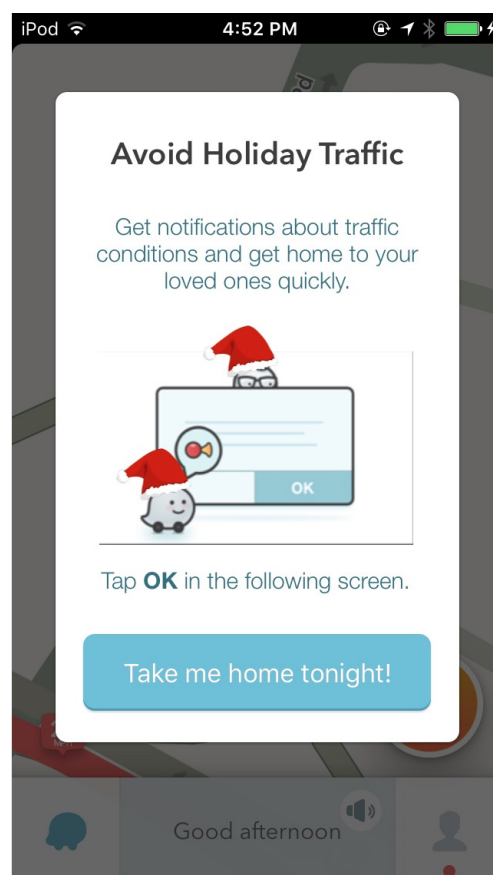 iPod
4:52 PM
Avoid Holiday Traffic
Get notifications about traffic
conditions and get home to your
loved ones quickly.
OK
Tap OK in the following screen.
Take me home tonight!
Good afternoon